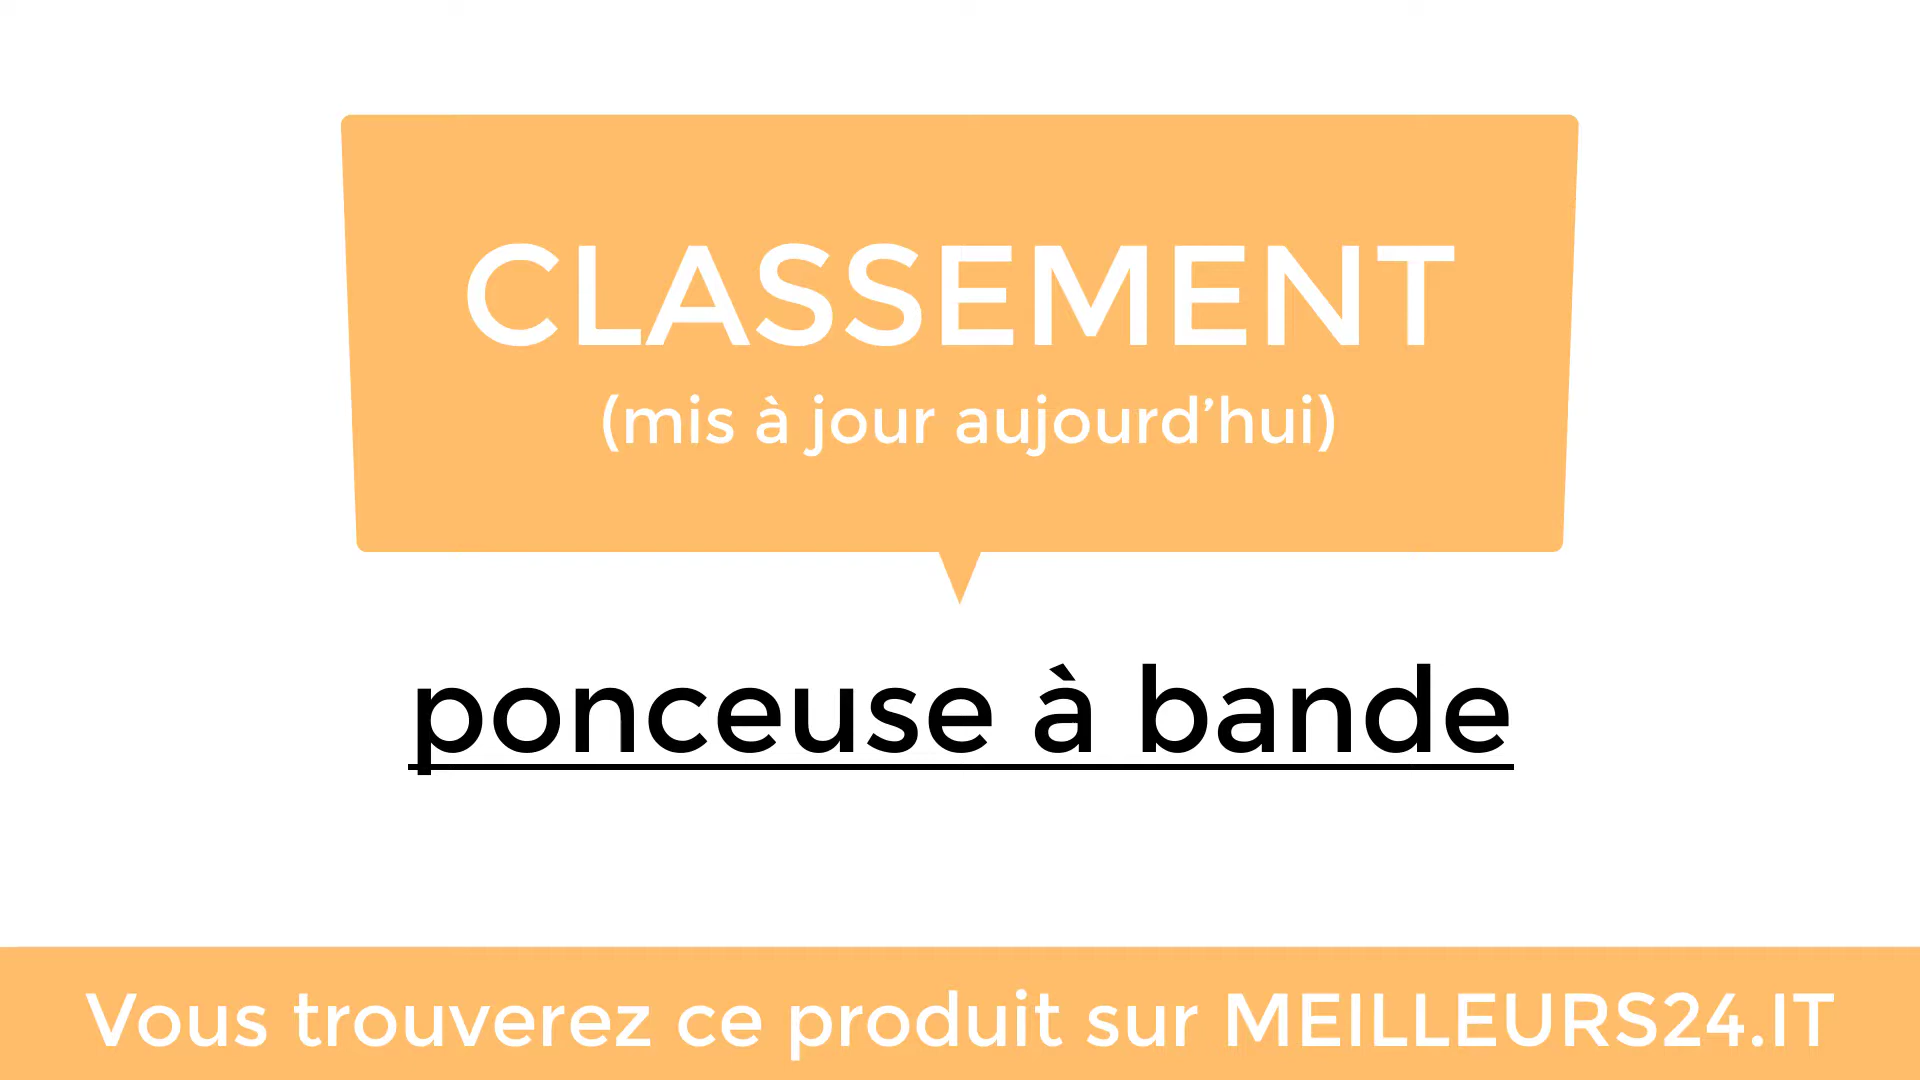 CLASSEMENT
(mis à jour aujourd’hui)
ponceuse à bande
Vous trouverez ce produit sur MEILLEURS24.IT